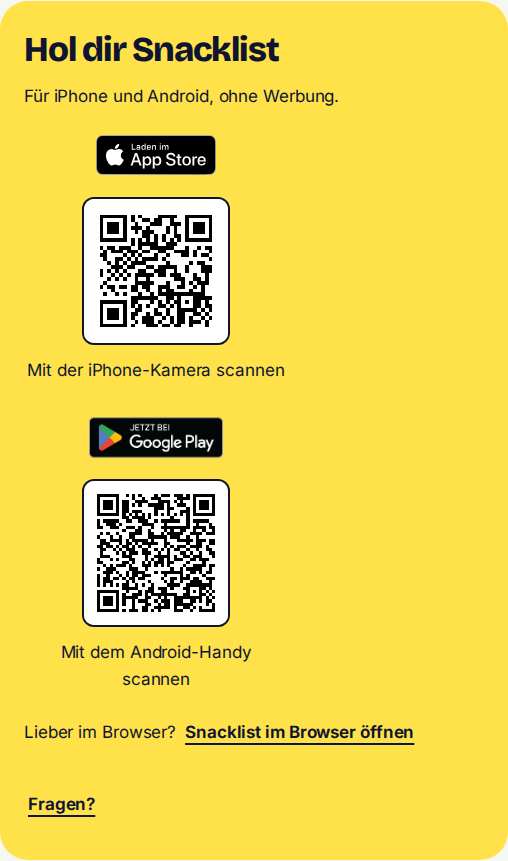 Hol dir Snacklist
Für iPhone und Android, ohne Werbung.
Laden im
App Store
Mit der iPhone-Kamera scannen
JETZT BEI
Google Play
Mit dem Android-Handy
scannen
Lieber im Browser? Snacklist im Browser öffnen
Fragen?